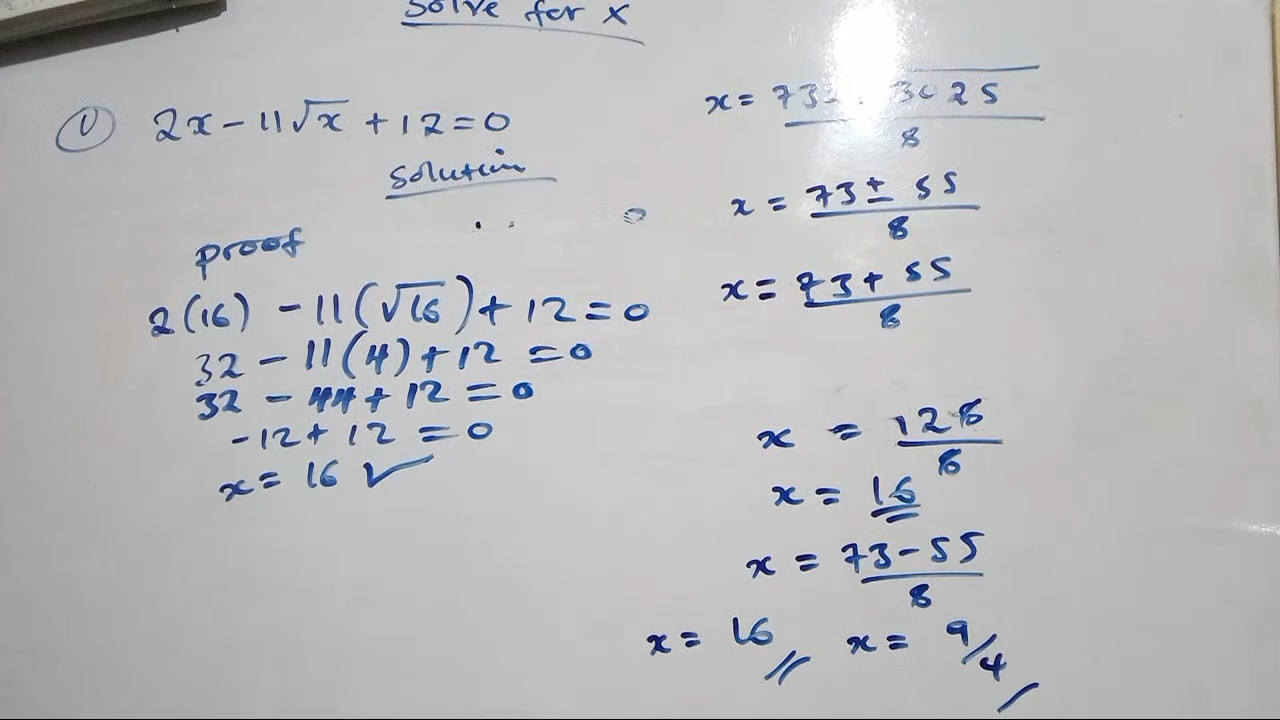 Solve for x
1) 2x - 11√x + 12 = 0
Solution
proof
2(16) - 11(√16) + 12 = 0
32 - 11(4) + 12 = 0
32 - 44 + 12 = 0
-12 + 12 = 0
x = 16 ✓
x = 73 3025
8
x = 73 ± 55
8
x = 73 + 55
8
x = 128
8
x = 16
x = 73 - 55
8
x = 16 x = 9/4